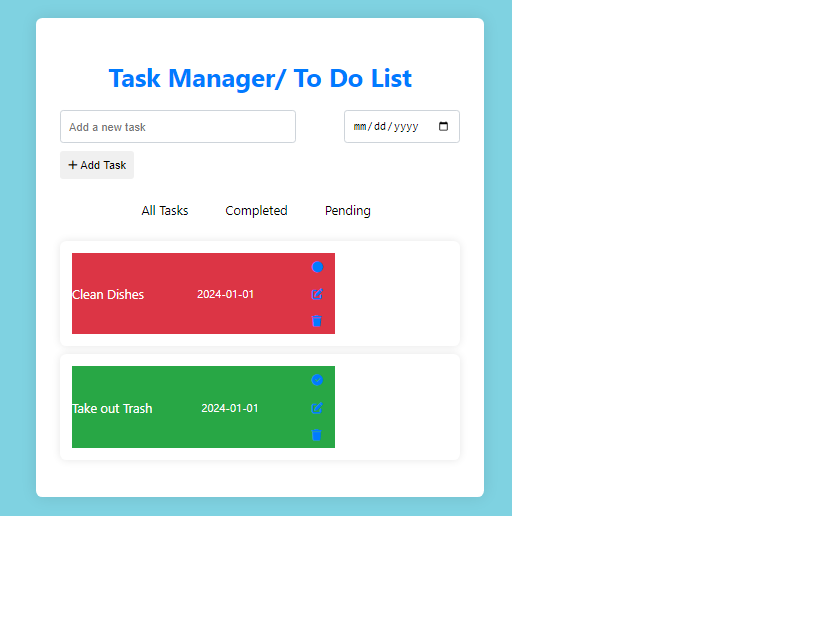 Task Manager/ To Do List
Add a new task
mm/dd/yyyy
+ Add Task
All Tasks Completed Pending
Clean Dishes 2024-01-01
Take out Trash 2024-01-01